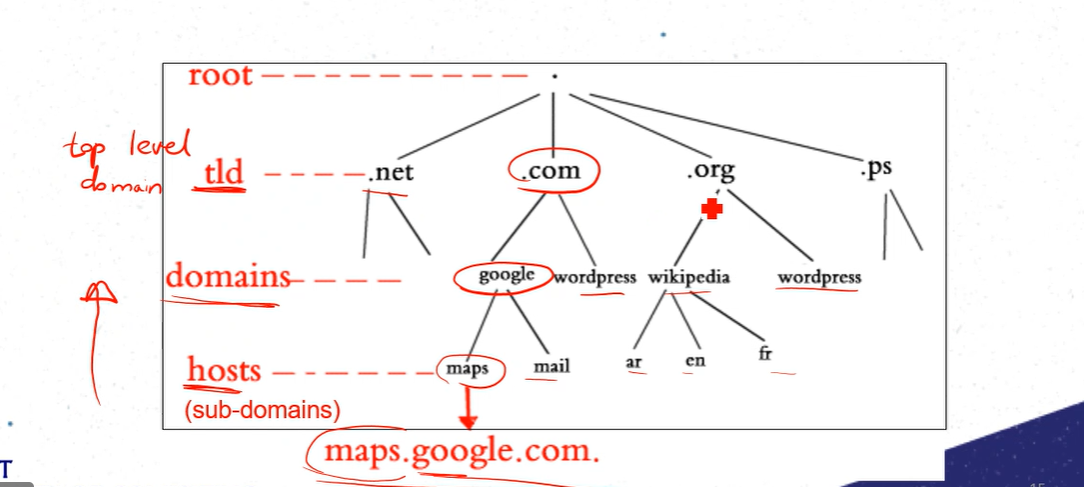 root .
top level
domain
tld .net .com .org .ps
domains google wordpress wikipedia wordpress
hosts maps mail ar en fr
(sub-domains)
maps.google.com.
T
15